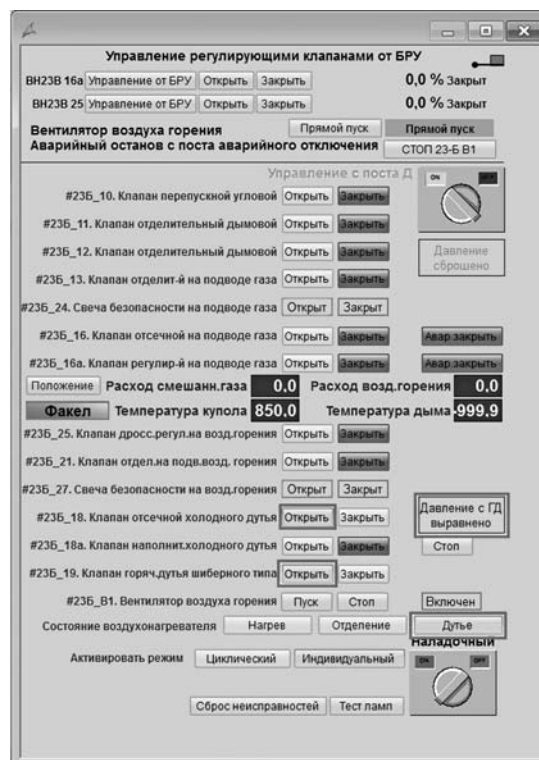 Управление регулирующими клапанами от БРУ
ВН23В 16а Управление от БРУ Открыть Закрыть 0,0 % Закрыт
ВН23В 25 Управление от БРУ Открыть Закрыть 0,0 % Закрыт
Вентилятор воздуха горения Прямой пуск Прямой пуск
Аварийный останов с поста аварийного отключения СТОП 23-Б В1
Управление с поста Д ON OFF
#23Б_10. Клапан перепускной угловой Открыть Закрыть
#23Б_11. Клапан отделительный дымовой Открыть Закрыть
#23Б_12. Клапан отделительный дымовой Открыть Закрыть Давление сброшено
#23Б_13. Клапан отделит-й на подводе газа Открыть Закрыть
#23Б_24. Свеча безопасности на подводе газа Открыт Закрыт
#23Б_16. Клапан отсечной на подводе газа Открыть Закрыть Авар.закрыть
#23Б_16а. Клапан регулир-й на подводе газа Открыть Закрыть Авар.закрыть
Положение Расход смешанн.газа 0,0 Расход возд.горения 0,0
Факел Температура купола 850,0 Температура дыма -999,9
#23Б_25. Клапан дросс.регул.на возд.горения Открыть Закрыть
#23Б_21. Клапан отдел.на подв.возд. горения Открыть Закрыть
#23Б_27. Свеча безопасности на возд.горения Открыт Закрыт
#23Б_18. Клапан отсечной холодного дутья Открыть Закрыть Давление с ГД выравнено
#23Б_18а. Клапан наполнит.холодного дутья Открыть Закрыть Стоп
#23Б_19. Клапан горяч.дутья шиберного типа Открыть Закрыть
#23Б_В1. Вентилятор воздуха горения Пуск Стоп Включен
Состояние воздухонагревателя Нагрев Отделение Дутье
Наладочный
Активировать режим Циклический Индивидуальный ON OFF
Сброс неисправностей Тест ламп